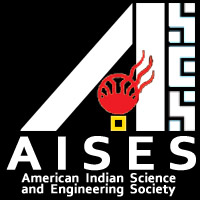 AISES
American Indian Science
and Engineering Society